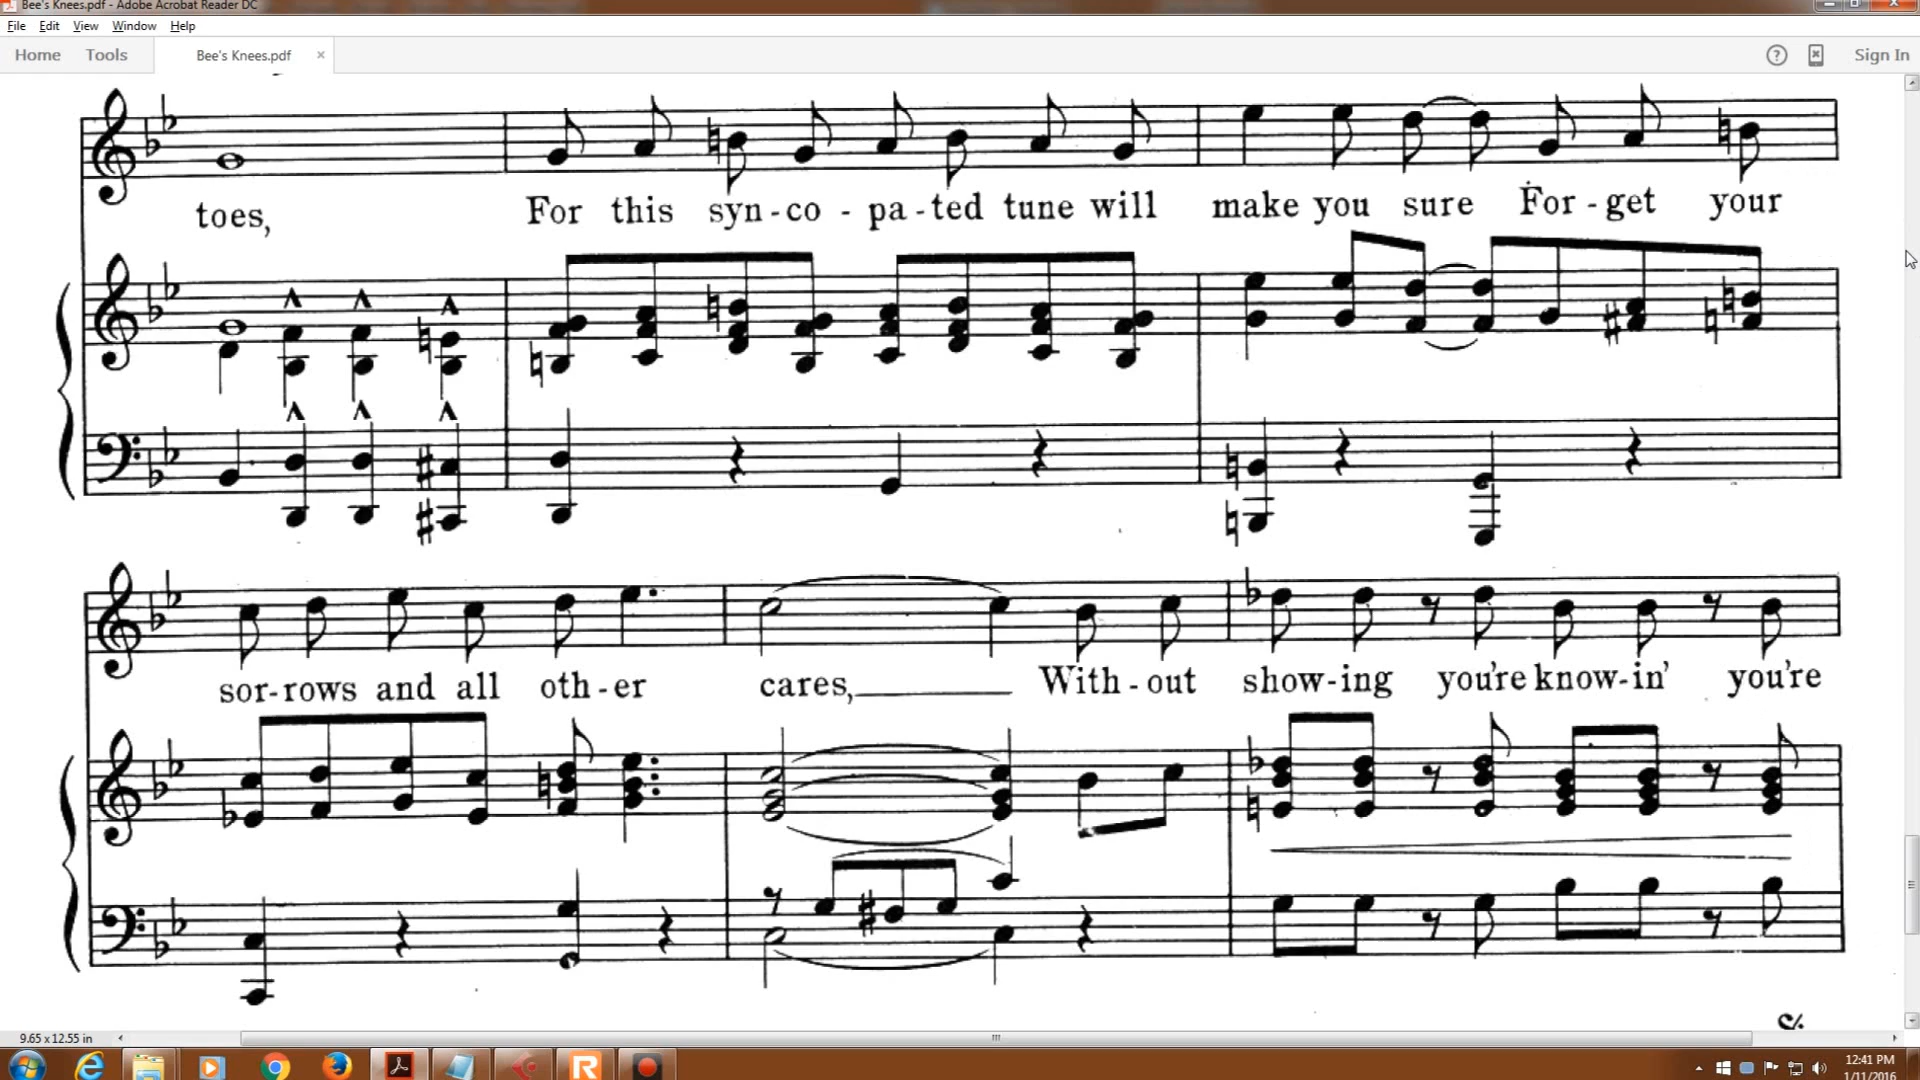 Bee's Knees.pdf - Adobe Acrobat Reader DC
File Edit View Window Help
Home Tools Bee's Knees.pdf × Sign In
toes, For this syn-co-pa-ted tune will make you sure For-get your
sor-rows and all oth-er cares, With-out show-ing you're know-in' you're
9.65 x 12.55 in
12:41 PM
1/11/2016